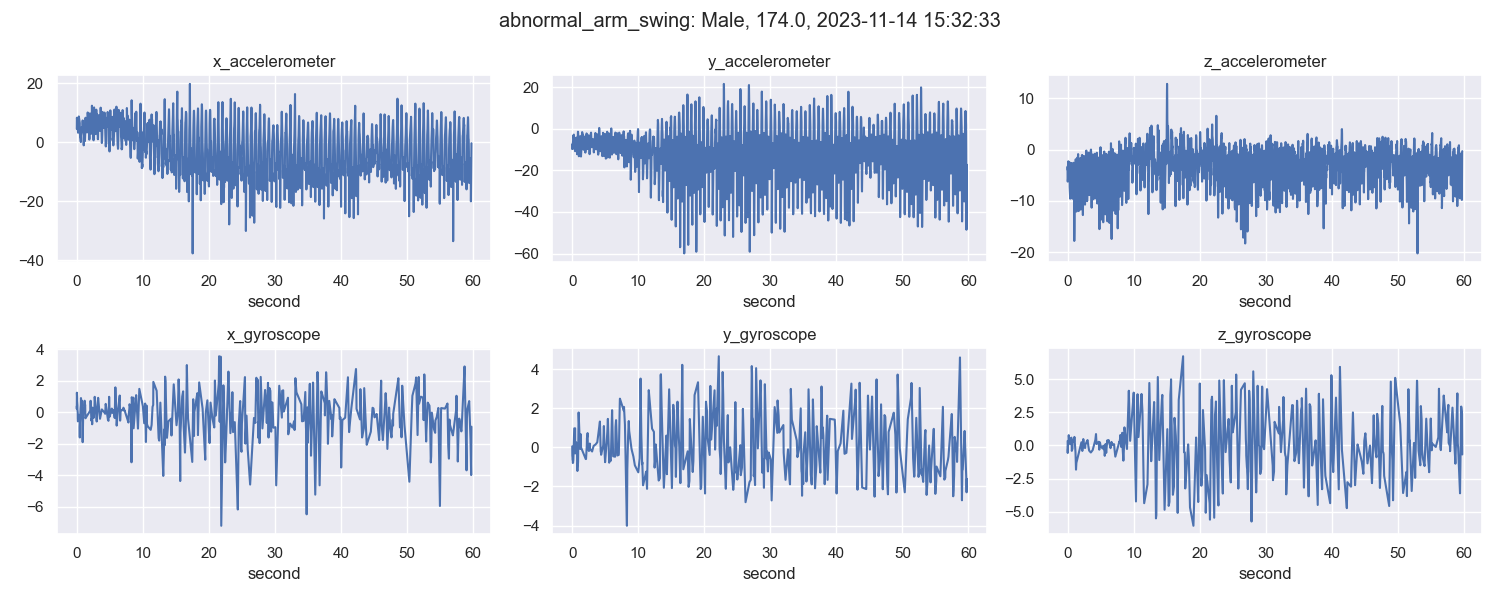 abnormal_arm_swing: Male, 174.0, 2023-11-14 15:32:33
x_accelerometer
20
0
−20
−40
0 10 20 30 40 50 60
second
y_accelerometer
20
0
−20
−40
−60
0 10 20 30 40 50 60
second
z_accelerometer
10
0
−10
−20
0 10 20 30 40 50 60
second
x_gyroscope
4
2
0
−2
−4
−6
0 10 20 30 40 50 60
second
y_gyroscope
4
2
0
−2
−4
0 10 20 30 40 50 60
second
z_gyroscope
5.0
2.5
0.0
−2.5
−5.0
0 10 20 30 40 50 60
second